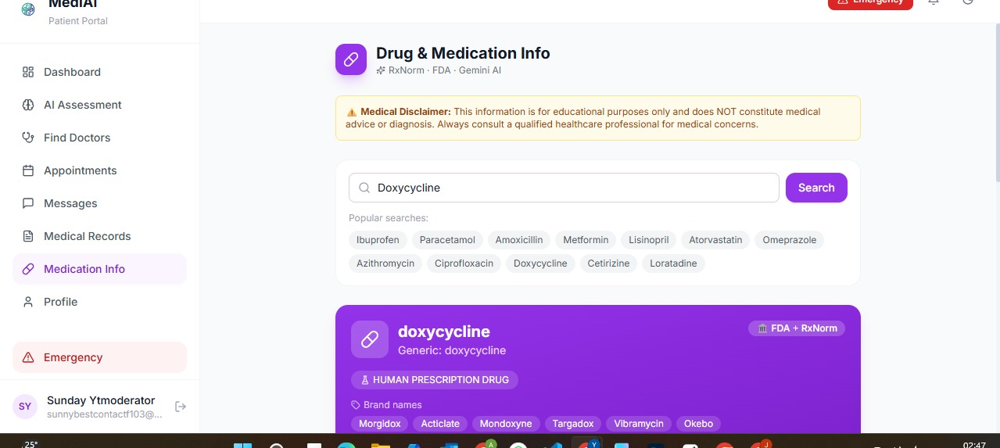 MediAI
Patient Portal
Emergency
Dashboard
AI Assessment
Find Doctors
Appointments
Messages
Medical Records
Medication Info
Profile
Emergency
SY
Sunday Ytmoderator
sunnybestcontactf103@...
Drug & Medication Info
RxNorm · FDA · Gemini AI
⚠️ Medical Disclaimer: This information is for educational purposes only and does NOT constitute medical
advice or diagnosis. Always consult a qualified healthcare professional for medical concerns.
Doxycycline
Search
Popular searches:
Ibuprofen Paracetamol Amoxicillin Metformin Lisinopril Atorvastatin Omeprazole
Azithromycin Ciprofloxacin Doxycycline Cetirizine Loratadine
doxycycline
🏛️ FDA + RxNorm
Generic: doxycycline
HUMAN PRESCRIPTION DRUG
Brand names
Morgidox Acticlate Mondoxyne Targadox Vibramycin Okebo
25°
A Y J
02:47